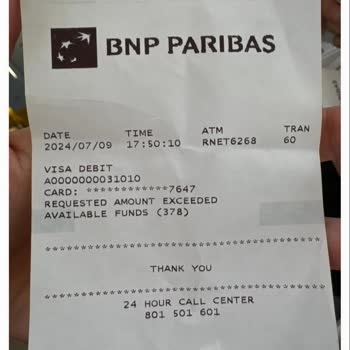 BNP PARIBAS
DATE TIME ATM TRAN
2024/07/09 17:50:10 RNET6268 60
VISA DEBIT
A0000000031010
CARD: ************7647
REQUESTED AMOUNT EXCEEDED
AVAILABLE FUNDS (378)
************************************
THANK YOU
************************************
24 HOUR CALL CENTER
801 501 601